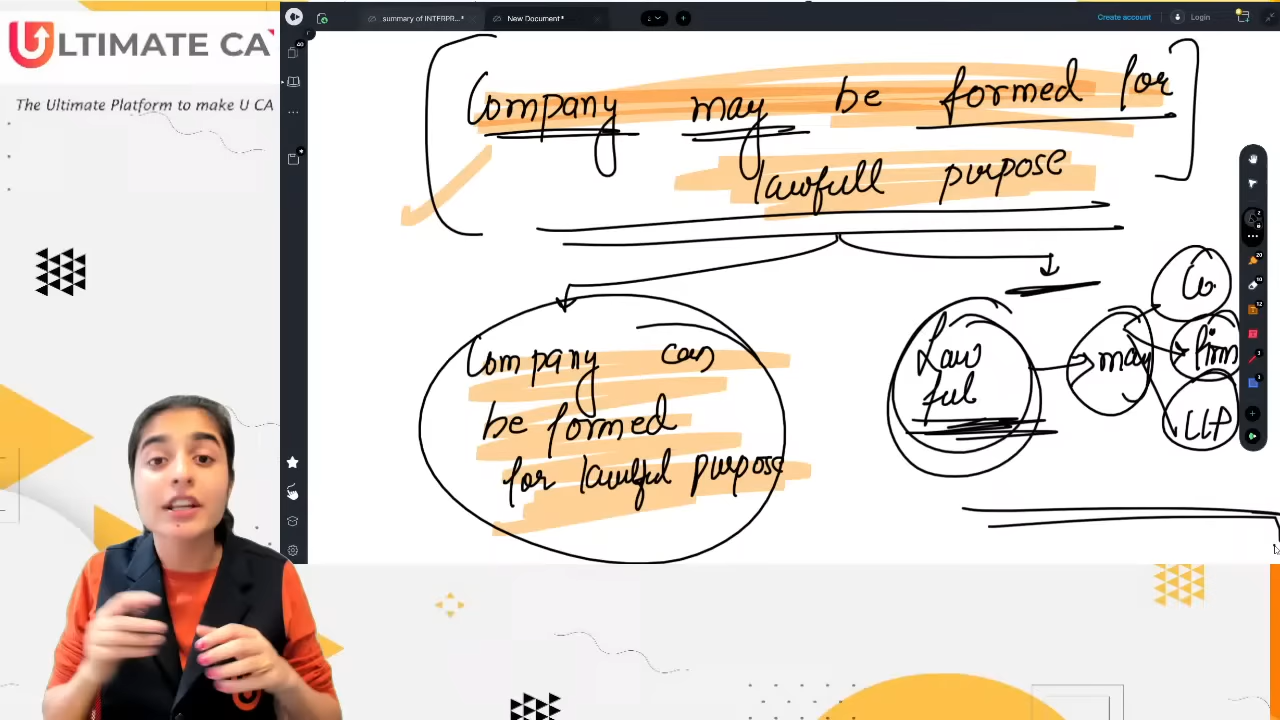 ULTIMATE CA
The Ultimate Platform to make U CA
summary of INTERPR...*
New Document*
2
Create account
Login
Company may be formed for
lawfull purpose
Company can
be formed
for lawful purpose
Law
ful
may
Co.
firm
LLP